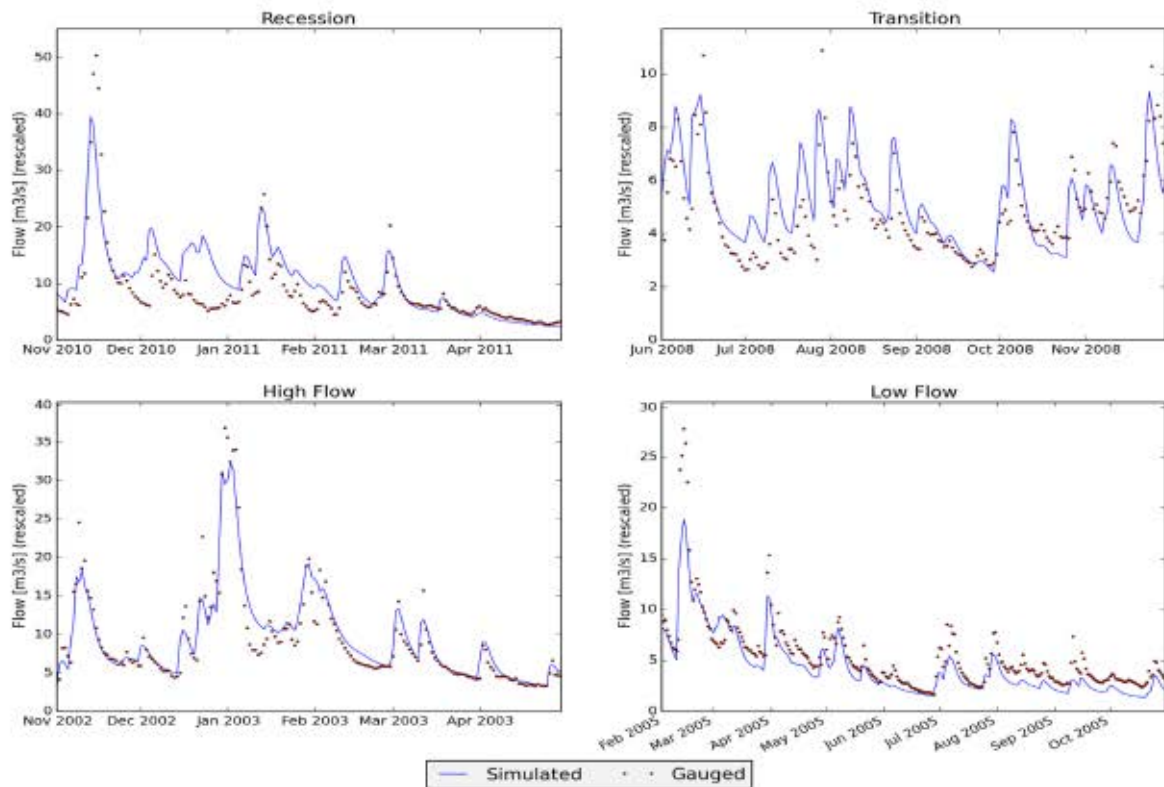 Recession
Flow [m3/s] (rescaled)
50
40
30
20
10
0
Nov 2010 Dec 2010 Jan 2011 Feb 2011 Mar 2011 Apr 2011
Transition
Flow [m3/s] (rescaled)
10
8
6
4
2
0
Jun 2008 Jul 2008 Aug 2008 Sep 2008 Oct 2008 Nov 2008
High Flow
Flow [m3/s] (rescaled)
40
35
30
25
20
15
10
5
0
Nov 2002 Dec 2002 Jan 2003 Feb 2003 Mar 2003 Apr 2003
Low Flow
Flow [m3/s] (rescaled)
30
25
20
15
10
5
0
Feb 2005 Mar 2005 Apr 2005 May 2005 Jun 2005 Jul 2005 Aug 2005 Sep 2005 Oct 2005
Simulated Gauged